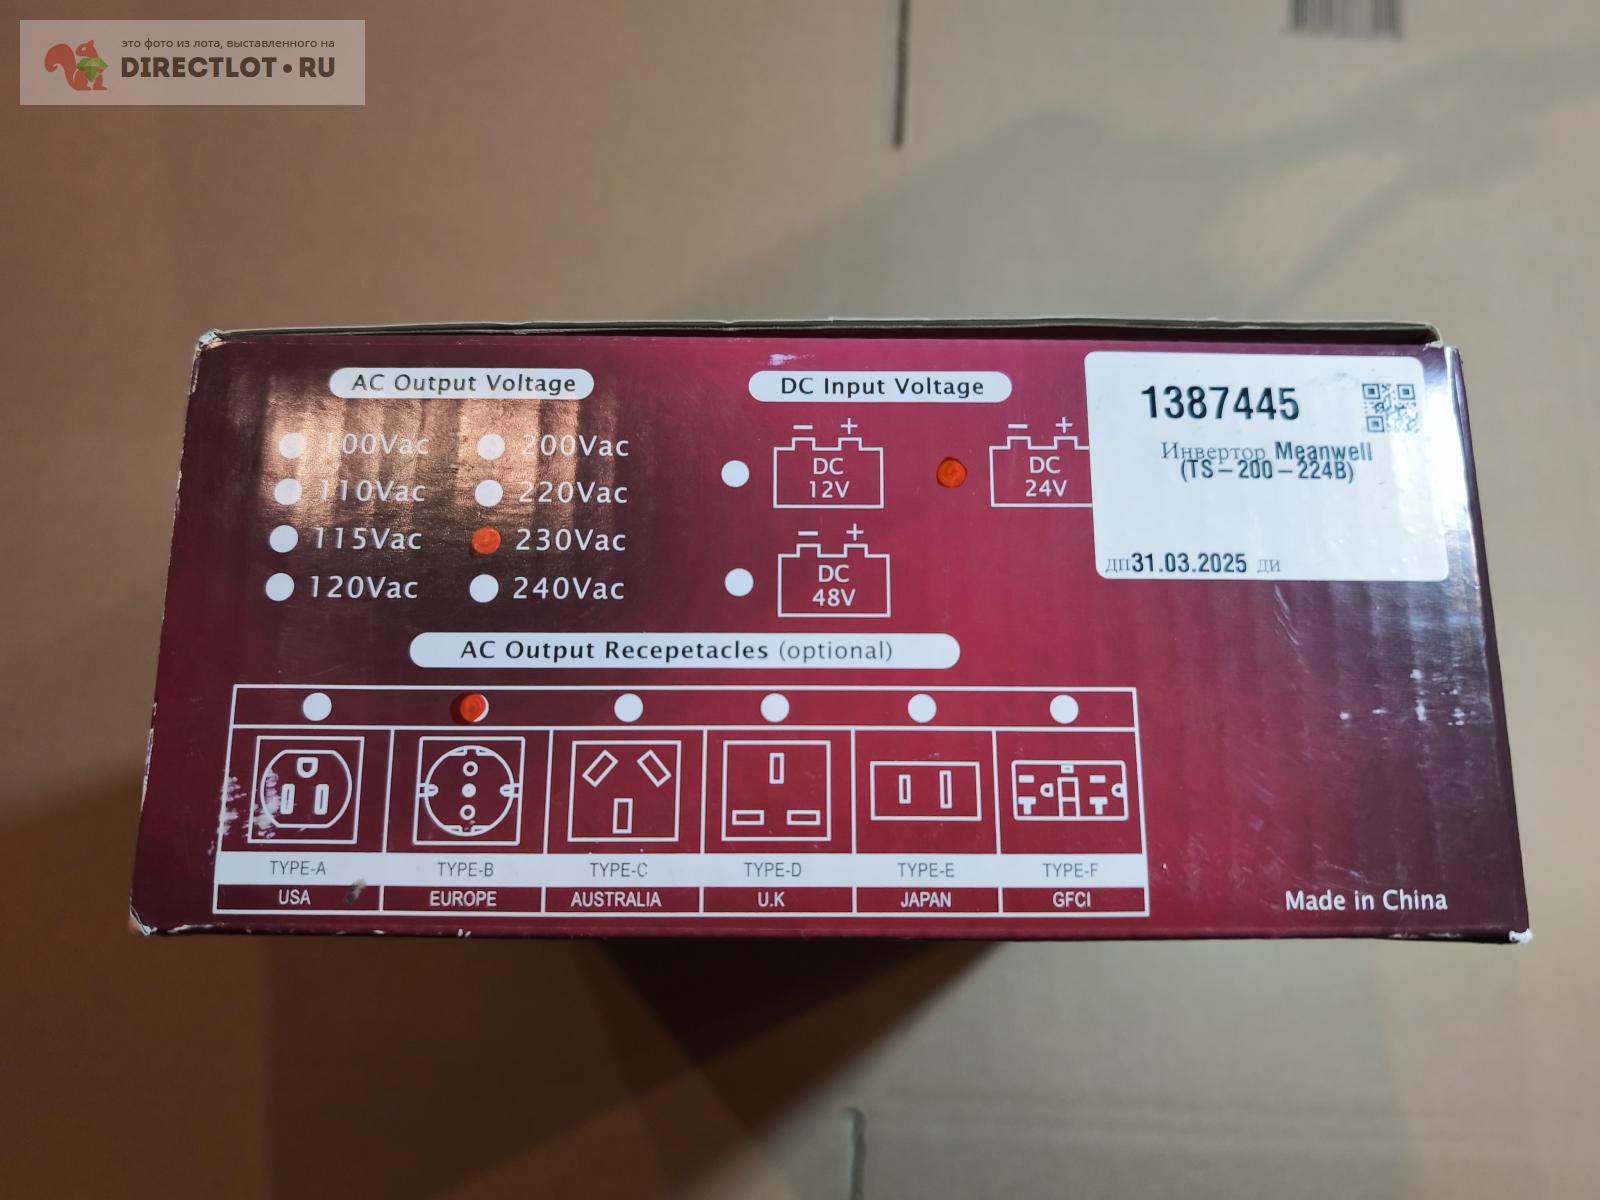 это фото из лота, выставленного на
DIRECTLOT•RU
AC Output Voltage
100Vac
200Vac
110Vac
220Vac
115Vac
230Vac
120Vac
240Vac
DC Input Voltage
− +
DC
12V
− +
DC
24V
− +
DC
48V
1387445
Инвертор Meanwell
(TS-200-224B)
дп31.03.2025 ди
AC Output Recepetacles (optional)
TYPE-A
TYPE-B
TYPE-C
TYPE-D
TYPE-E
TYPE-F
USA
EUROPE
AUSTRALIA
U.K
JAPAN
GFCI
Made in China